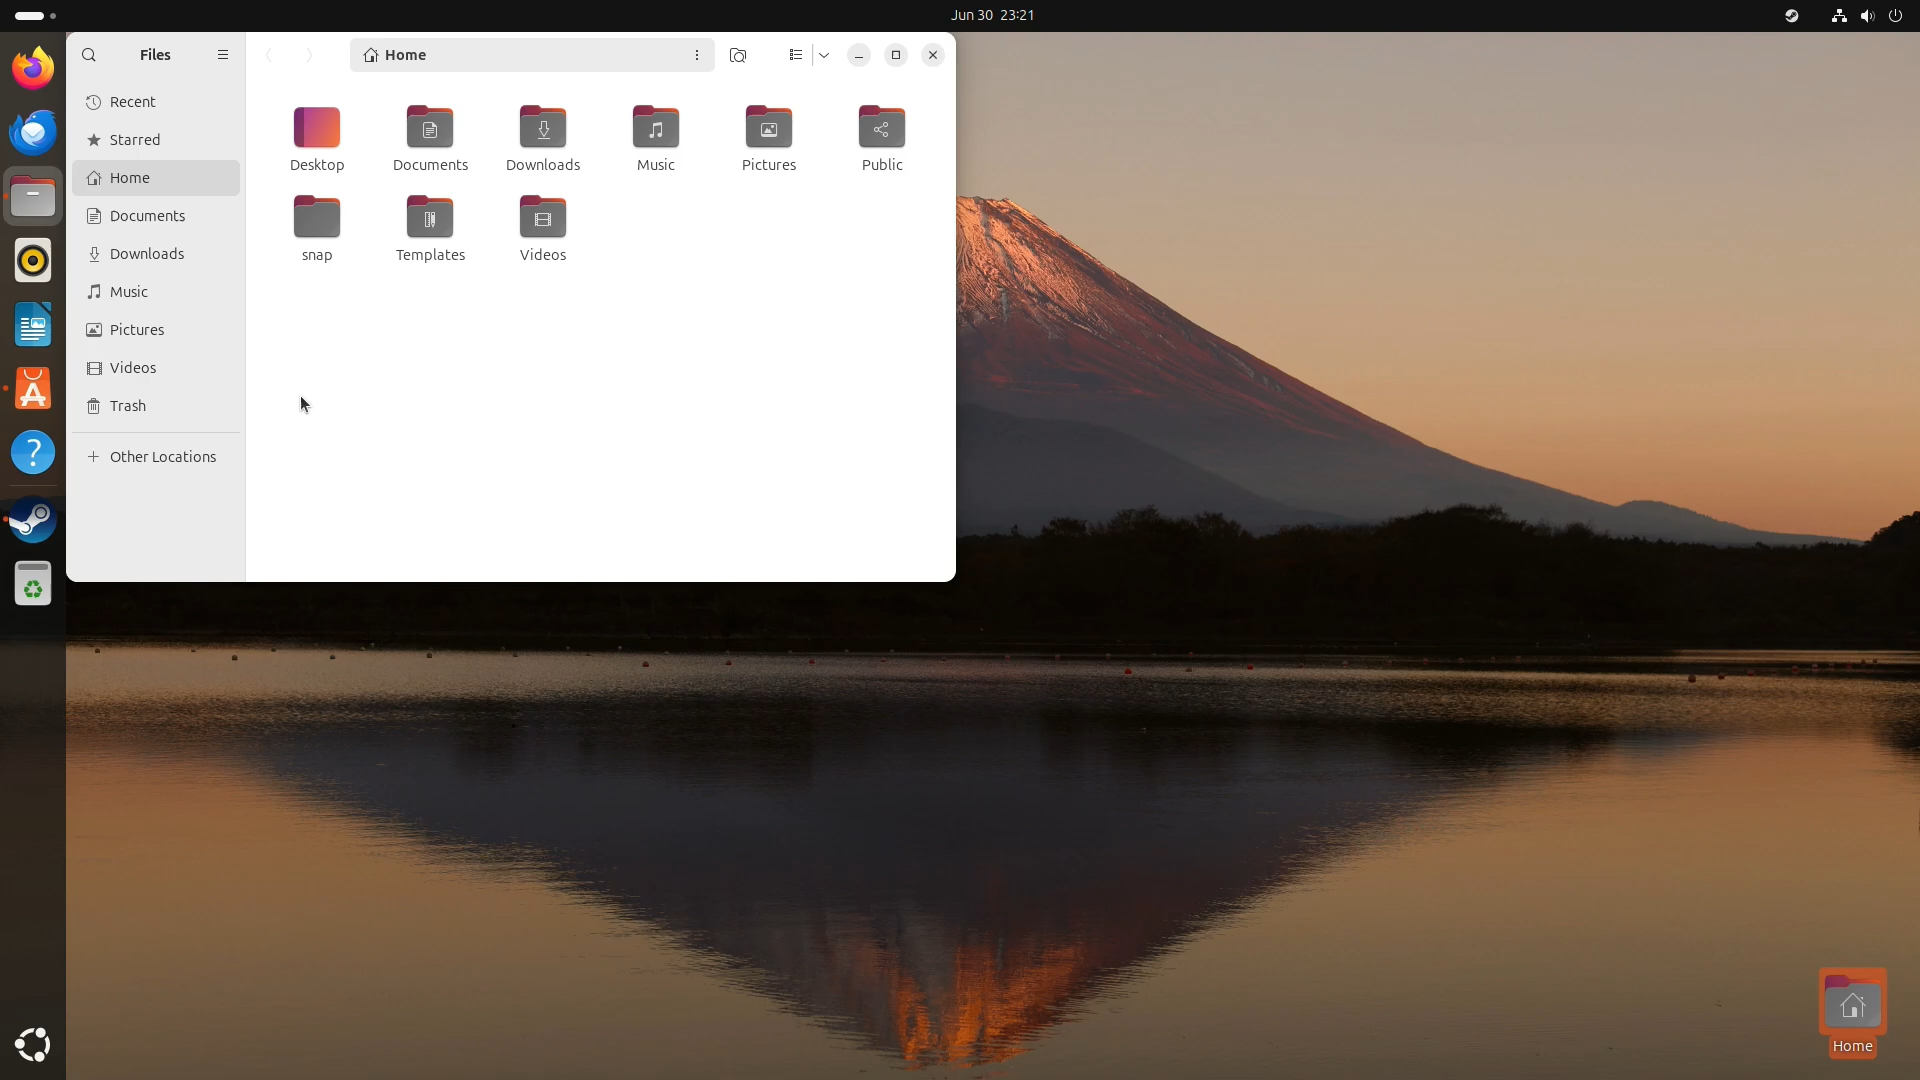 Jun 30 23:21
Files
Home
Recent
Starred
Home
Documents
Downloads
Music
Pictures
Videos
Trash
Other Locations
Desktop
Documents
Downloads
Music
Pictures
Public
snap
Templates
Videos
Home